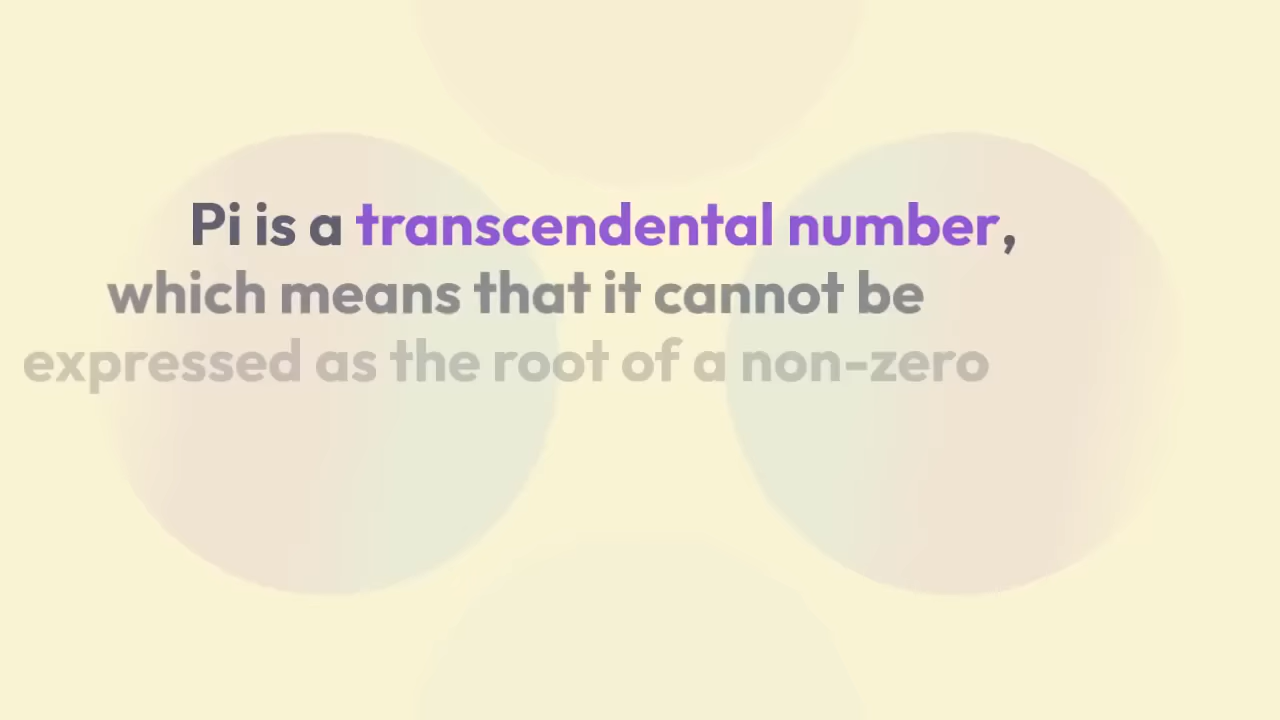 Pi is a transcendental number,
which means that it cannot be
expressed as the root of a non-zero